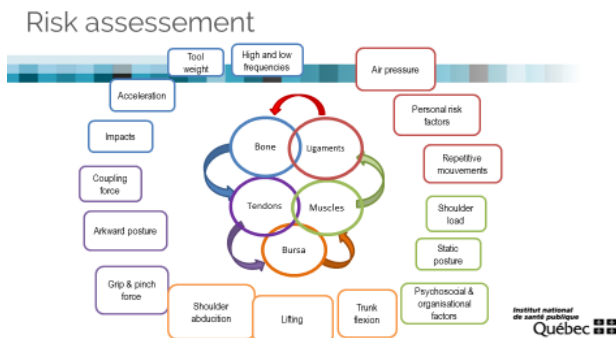 Risk assessement
Tool
weight
High and low
frequencies
Air pressure
Acceleration
Personal risk
factors
Impacts
Bone
Ligaments
Repetitive
mouvements
Coupling
force
Tendons
Muscles
Shoulder
load
Arkward posture
Bursa
Static
posture
Grip & pinch
force
Shoulder
abducition
Lifting
Trunk
flexion
Psychosocial &
organisational
factors
Institut national
de santé publique
Québec